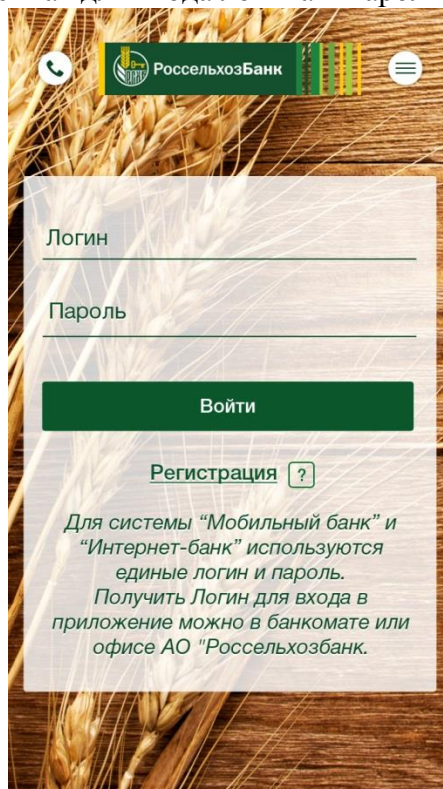 РоссельхозБанк
Логин
Пароль
Войти
Регистрация ?
Для системы “Мобильный банк” и
“Интернет-банк” используются
единые логин и пароль.
Получить Логин для входа в
приложение можно в банкомате или
офисе АО "Россельхозбанк.